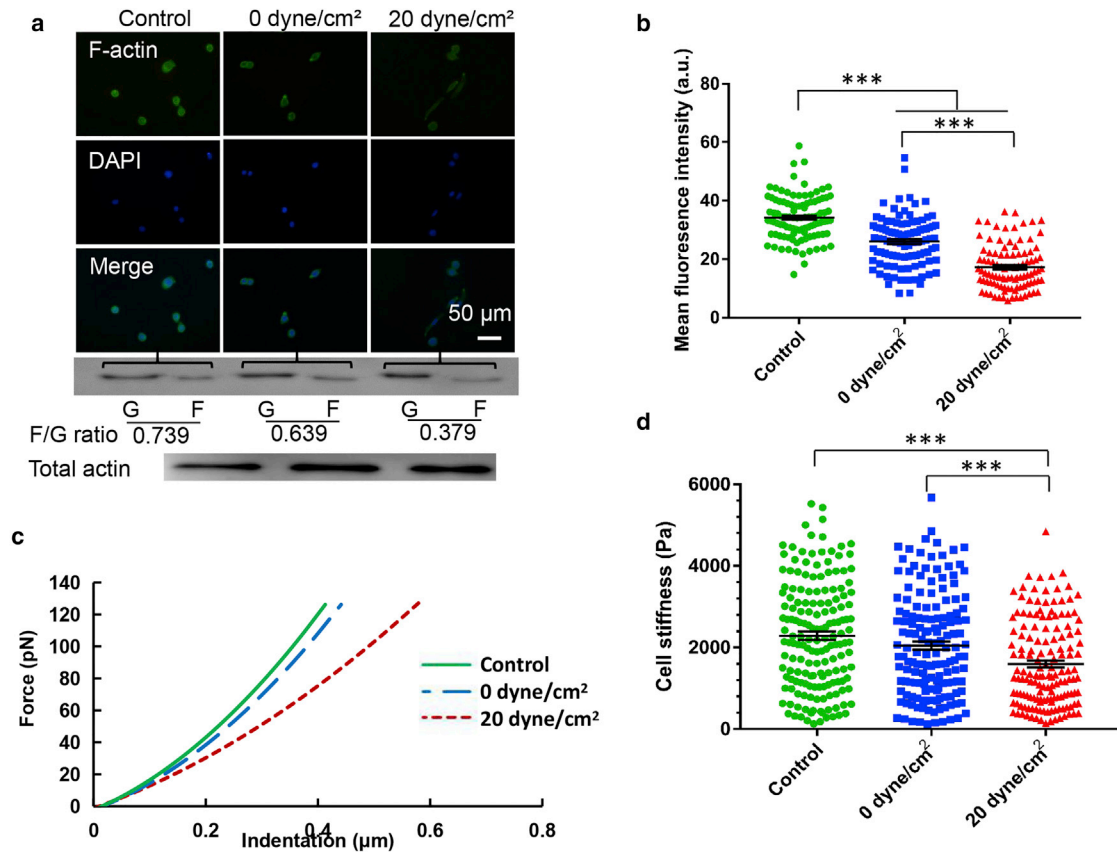 a
Control 0 dyne/cm² 20 dyne/cm²
F-actin
DAPI
Merge
50 µm
G F G F G F
F/G ratio 0.739 0.639 0.379
Total actin
b
Mean fluoresence intensity (a.u.)
80
60
40
20
0
*** 
***
Control 0 dyne/cm² 20 dyne/cm²
c
Force (pN)
140
120
100
80
60
40
20
0
Control
0 dyne/cm²
20 dyne/cm²
0 0.2 0.4 0.6 0.8
Indentation (µm)
d
Cell stiffness (Pa)
6000
4000
2000
0
***
***
Control 0 dyne/cm² 20 dyne/cm²